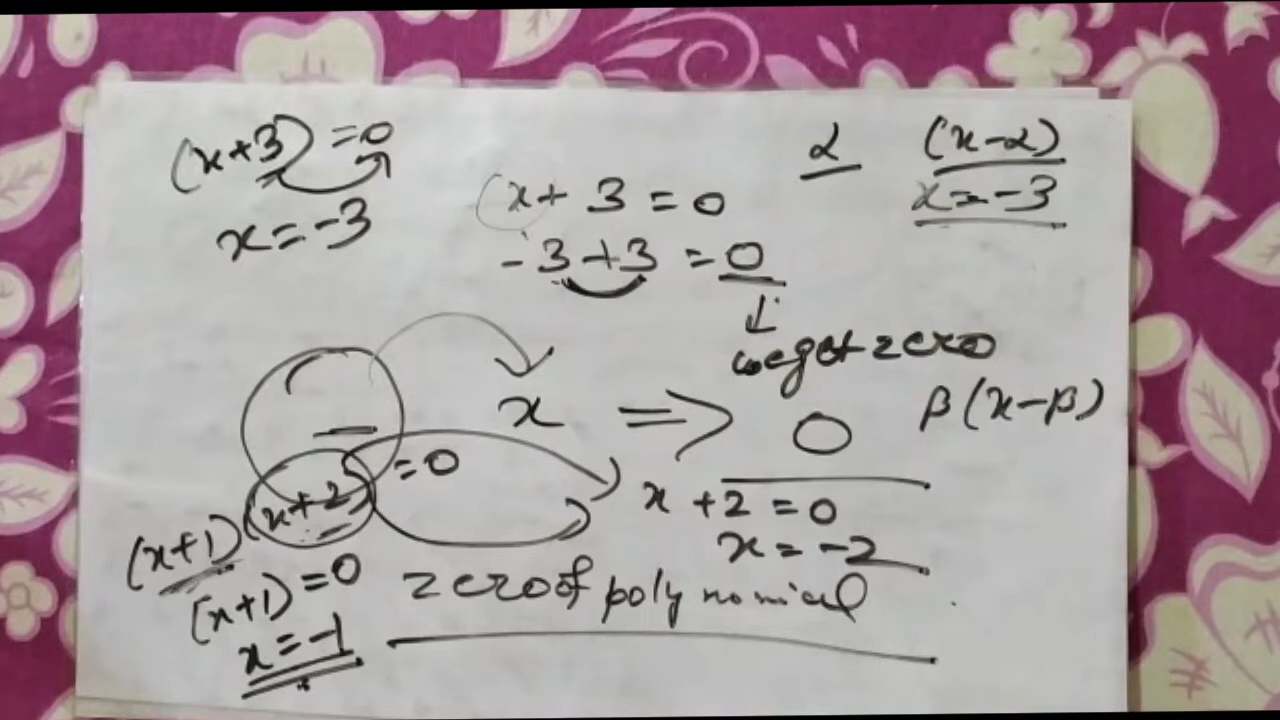 (x+3) = 0
x = -3
(x + 3 = 0
-3 + 3 = 0
we get zero
α (x-α)
x = -3
x => 0
β (x-β)
(x+1) (x+2) = 0
x + 2 = 0
x = -2
(x+1) = 0
x = -1
zero of polynomial